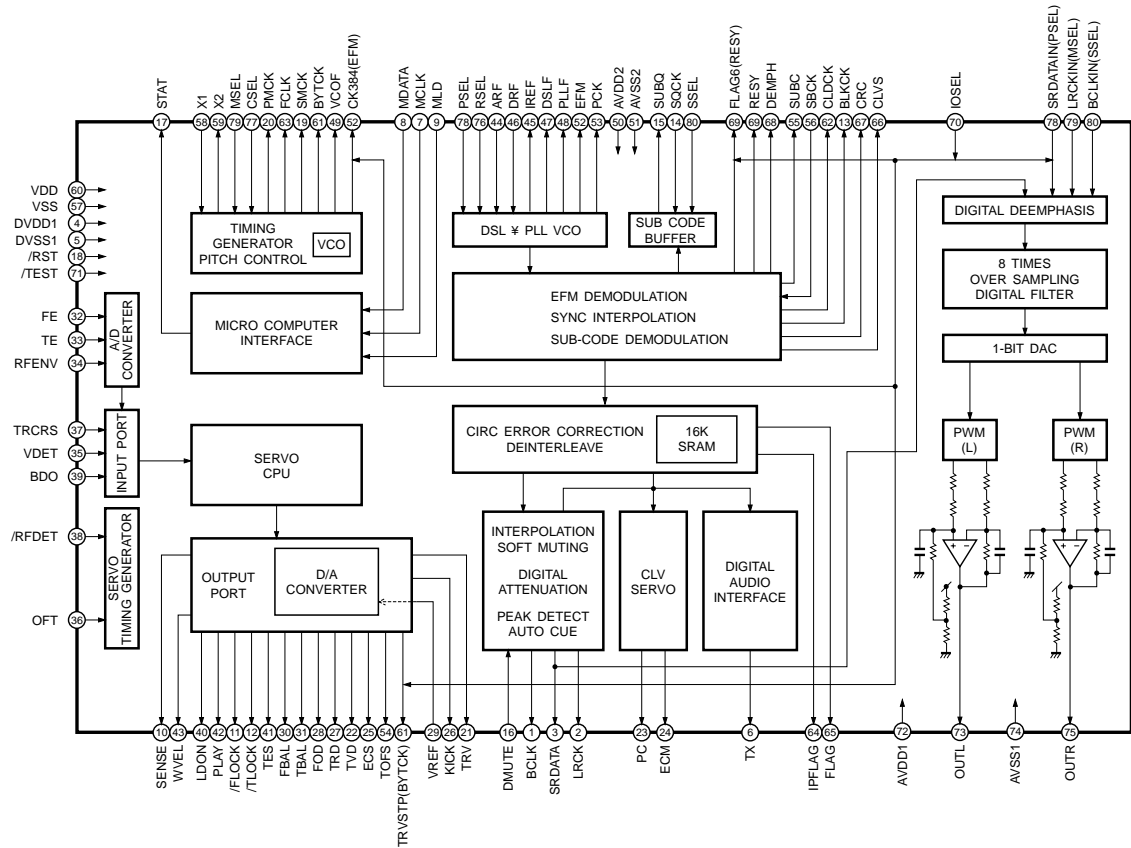 STAT
X1
X2
MSEL
CSEL
PMCK
FCLK
SMCK
BYTCK
VCOF
CK384(EFM)
MDATA
MCLK
MLD
PSEL
RSEL
ARF
DRF
IREF
DSLF
PLLF
EFM
PCK
AVDD2
AVSS2
SUBQ
SQCK
SSEL
FLAG6(RESY)
RESY
DEMPH
SUBC
SBCK
CLDCK
BLKCK
CRC
CLVS
IOSEL
SRDATAIN(PSEL)
LRCKIN(MSEL)
BCLKIN(SSEL)
17
58
59
79
77
20
63
19
61
49
52
8
7
9
78
76
44
46
45
47
48
52
53
50
51
15
14
80
69
69
68
55
56
62
13
67
66
70
78
79
80
VDD 60
VSS 57
DVDD1 4
DVSS1 5
/RST 18
/TEST 71
FE 32
TE 33
RFENV 34
TRCRS 37
VDET 35
BDO 39
/RFDET 38
OFT 36
A/D
CONVERTER
INPUT PORT
SERVO
TIMING GENERATOR
TIMING
GENERATOR
PITCH CONTROL
VCO
MICRO COMPUTER
INTERFACE
SERVO
CPU
OUTPUT
PORT
D/A
CONVERTER
DSL ¥ PLL VCO
SUB CODE
BUFFER
EFM DEMODULATION
SYNC INTERPOLATION
SUB-CODE DEMODULATION
CIRC ERROR CORRECTION
DEINTERLEAVE
16K
SRAM
INTERPOLATION
SOFT MUTING
DIGITAL
ATTENUATION
PEAK DETECT
AUTO CUE
CLV
SERVO
DIGITAL
AUDIO
INTERFACE
DIGITAL DEEMPHASIS
8 TIMES
OVER SAMPLING
DIGITAL FILTER
1-BIT DAC
PWM
(L)
PWM
(R)
+ −
+ −
10
43
40
42
11
12
41
30
31
28
27
22
25
54
61
29
26
21
16
1
3
2
23
24
6
64
65
72
73
74
75
SENSE
WVEL
LDON
PLAY
/FLOCK
/TLOCK
TES
FBAL
TBAL
FOD
TRD
TVD
ECS
TOFS
TRVSTP(BYTCK)
VREF
KICK
TRV
DMUTE
BCLK
SRDATA
LRCK
PC
ECM
TX
IPFLAG
FLAG
AVDD1
OUTL
AVSS1
OUTR